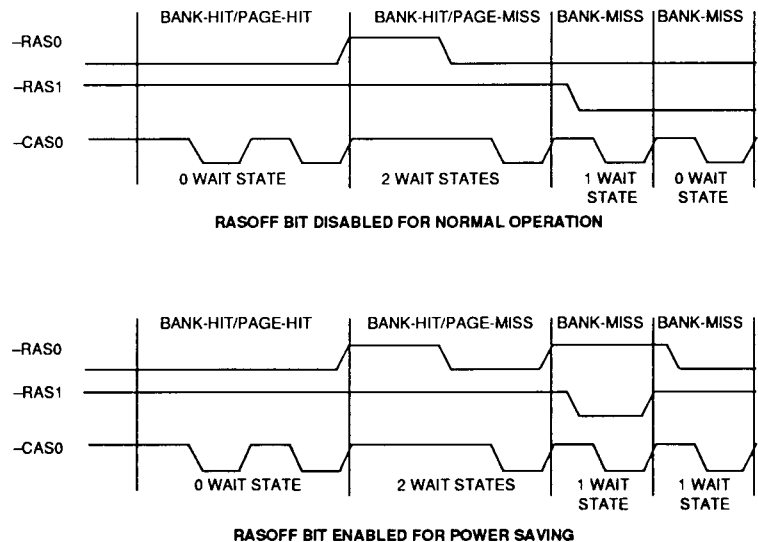 BANK-HIT/PAGE-HIT BANK-HIT/PAGE-MISS BANK-MISS BANK-MISS
–RAS0
–RAS1
–CAS0
0 WAIT STATE 2 WAIT STATES 1 WAIT STATE 0 WAIT STATE
RASOFF BIT DISABLED FOR NORMAL OPERATION
BANK-HIT/PAGE-HIT BANK-HIT/PAGE-MISS BANK-MISS BANK-MISS
–RAS0
–RAS1
–CAS0
0 WAIT STATE 2 WAIT STATES 1 WAIT STATE 1 WAIT STATE
RASOFF BIT ENABLED FOR POWER SAVING